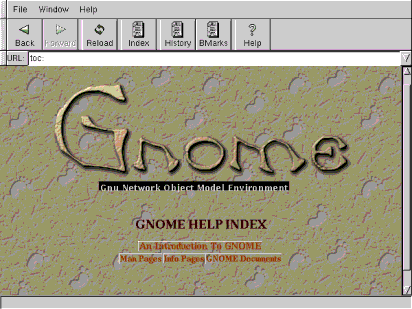 File Window Help
Back Forward Reload Index History BMarks Help
URL: toc:
Gnome
Gnu Network Object Model Environment
GNOME HELP INDEX
An Introduction To GNOME
Man Pages Info Pages GNOME Documents